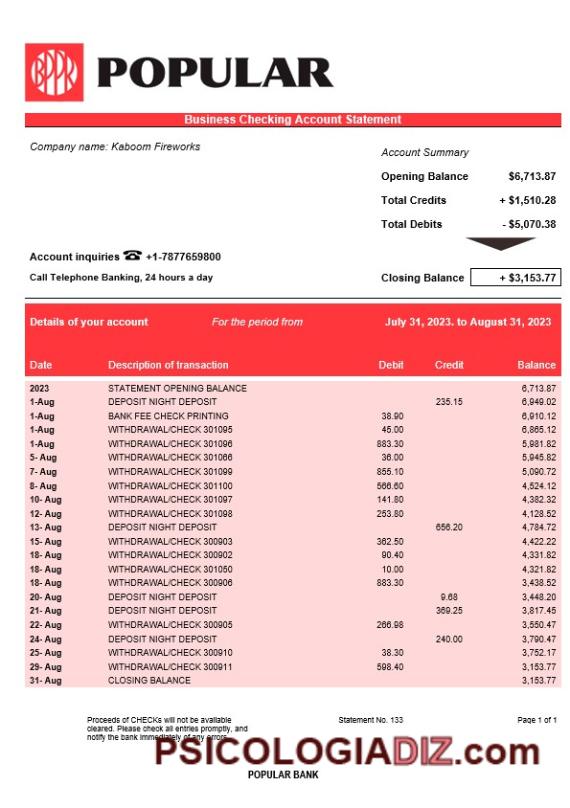 BPPR POPULAR
Business Checking Account Statement
Company name: Kaboom Fireworks
Account Summary
Opening Balance $6,713.87
Total Credits + $1,510.28
Total Debits - $5,070.38
Account inquiries ☎ +1-7877659800
Call Telephone Banking, 24 hours a day
Closing Balance + $3,153.77
Details of your account For the period from July 31, 2023. to August 31, 2023
Date Description of transaction Debit Credit Balance
2023 STATEMENT OPENING BALANCE 6,713.87
1-Aug DEPOSIT NIGHT DEPOSIT 235.15 6,949.02
1-Aug BANK FEE CHECK PRINTING 38.90 6,910.12
1-Aug WITHDRAWAL/CHECK 301095 45.00 6,865.12
1-Aug WITHDRAWAL/CHECK 301096 883.30 5,981.82
5- Aug WITHDRAWAL/CHECK 301066 36.00 5,945.82
7- Aug WITHDRAWAL/CHECK 301099 855.10 5,090.72
8- Aug WITHDRAWAL/CHECK 301100 566.60 4,524.12
10- Aug WITHDRAWAL/CHECK 301097 141.80 4,382.32
12- Aug WITHDRAWAL/CHECK 301098 253.80 4,128.52
13- Aug DEPOSIT NIGHT DEPOSIT 656.20 4,784.72
15- Aug WITHDRAWAL/CHECK 300903 362.50 4,422.22
18- Aug WITHDRAWAL/CHECK 300902 90.40 4,331.82
18- Aug WITHDRAWAL/CHECK 301050 10.00 4,321.82
18- Aug WITHDRAWAL/CHECK 300906 883.30 3,438.52
20- Aug DEPOSIT NIGHT DEPOSIT 9.68 3,448.20
21- Aug DEPOSIT NIGHT DEPOSIT 369.25 3,817.45
22- Aug WITHDRAWAL/CHECK 300905 266.98 3,550.47
24- Aug DEPOSIT NIGHT DEPOSIT 240.00 3,790.47
25- Aug WITHDRAWAL/CHECK 300910 38.30 3,752.17
29- Aug WITHDRAWAL/CHECK 300911 598.40 3,153.77
31- Aug CLOSING BALANCE 3,153.77
Proceeds of CHECKs will not be available Statement No. 133 Page 1 of 1
cleared. Please check all entries promptly, and
notify the bank immediately of any errors.
PSICOLOGIADIZ.com
POPULAR BANK